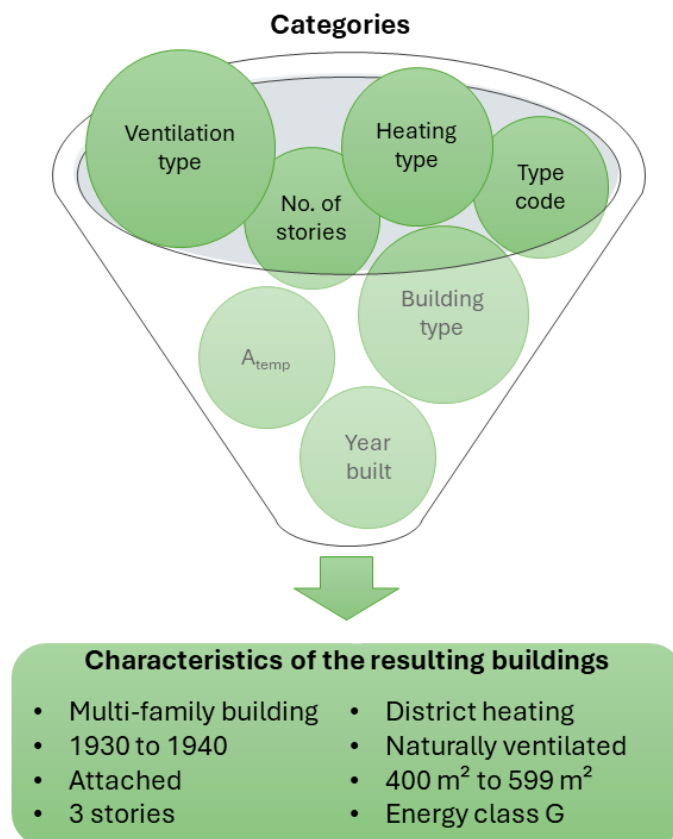 Categories
Ventilation
type
Heating
type
No. of
stories
Type
code
Building
type
Atemp
Year
built
Characteristics of the resulting buildings
• Multi-family building
• 1930 to 1940
• Attached
• 3 stories
• District heating
• Naturally ventilated
• 400 m² to 599 m²
• Energy class G